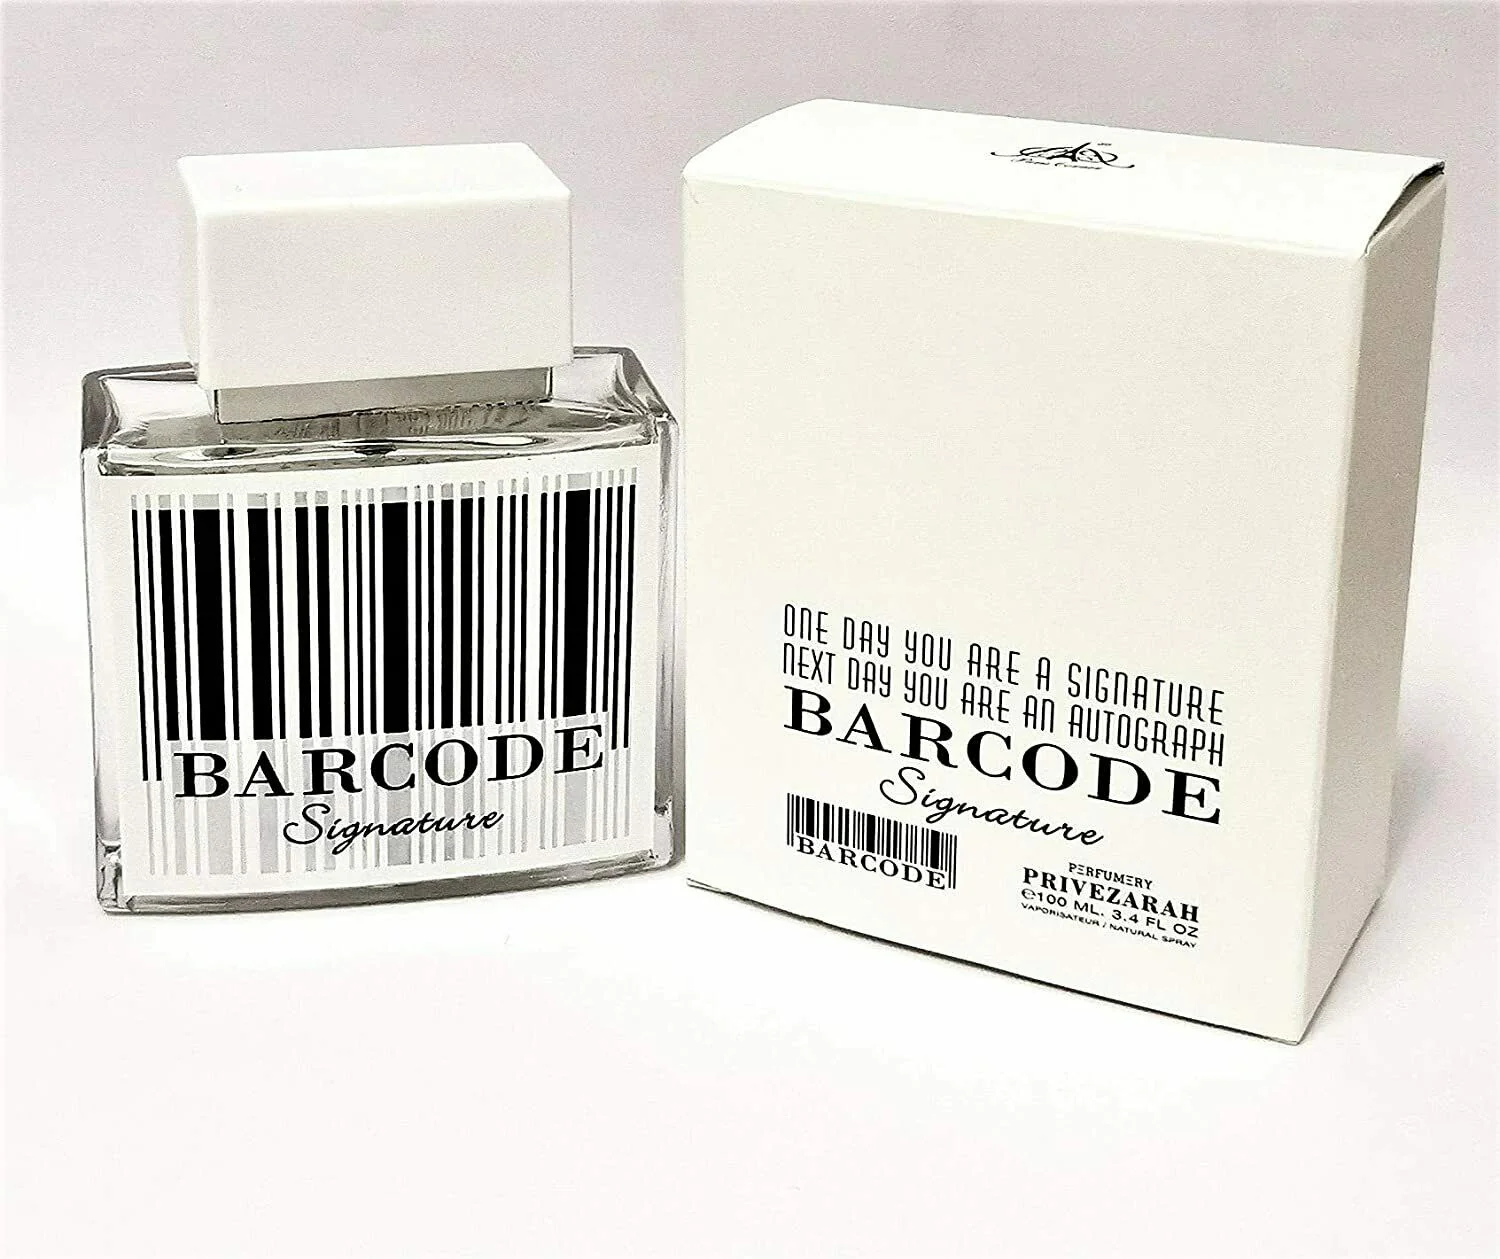 BARCODE
Signature
ONE DAY YOU ARE A SIGNATURE
NEXT DAY YOU ARE AN AUTOGRAPH
BARCODE
Signature
BARCODE
PERFUMERY
PRIVEZARAH
℮100 ML. 3.4 FL OZ
VAPORISATEUR / NATURAL SPRAY